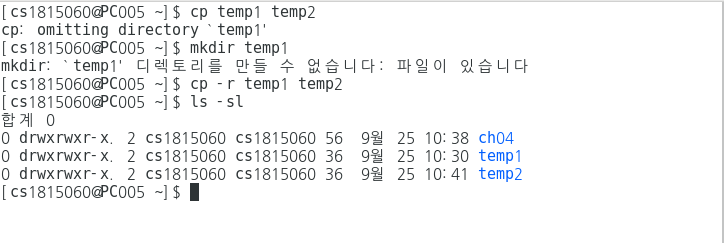 [cs1815060@PC005 ~]$ cp temp1 temp2
cp: omitting directory `temp1'
[cs1815060@PC005 ~]$ mkdir temp1
mkdir: `temp1' 디렉토리를 만들 수 없습니다: 파일이 있습니다
[cs1815060@PC005 ~]$ cp -r temp1 temp2
[cs1815060@PC005 ~]$ ls -sl
합계 0
0 drwxrwxr-x. 2 cs1815060 cs1815060 56  9월  25 10:38 ch04
0 drwxrwxr-x. 2 cs1815060 cs1815060 36  9월  25 10:30 temp1
0 drwxrwxr-x. 2 cs1815060 cs1815060 36  9월  25 10:41 temp2
[cs1815060@PC005 ~]$